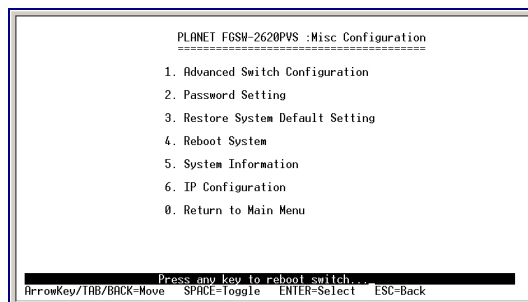 PLANET FGSW-2620PVS :Misc Configuration
=======================================
1. Advanced Switch Configuration
2. Password Setting
3. Restore System Default Setting
4. Reboot System
5. System Information
6. IP Configuration
0. Return to Main Menu
Press any key to reboot switch..._
ArrowKey/TAB/BACK=Move SPACE=Toggle ENTER=Select ESC=Back